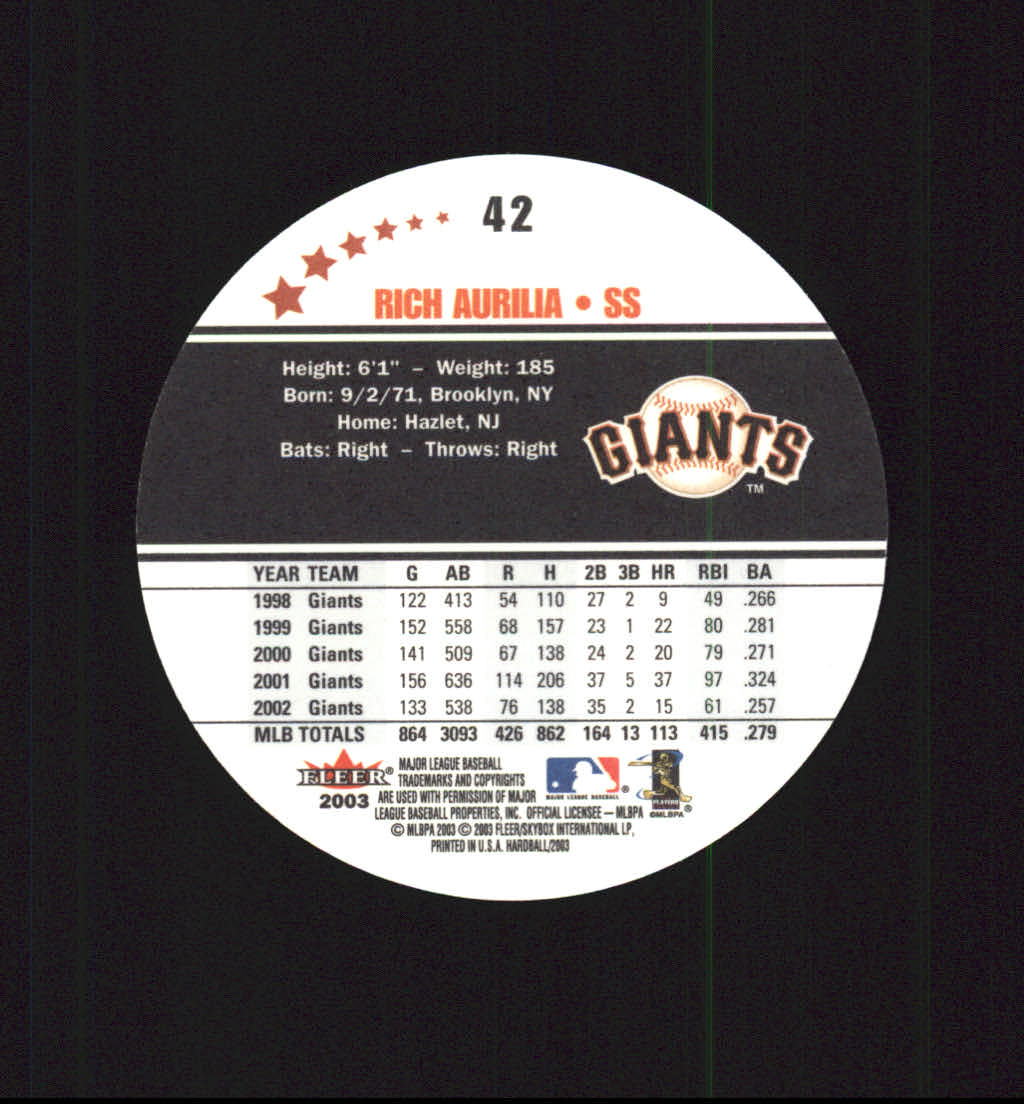 42
RICH AURILIA • SS
Height: 6'1" – Weight: 185
Born: 9/2/71, Brooklyn, NY
Home: Hazlet, NJ
Bats: Right – Throws: Right
GIANTS
TM
YEAR TEAM G AB R H 2B 3B HR RBI BA
1998 Giants 122 413 54 110 27 2 9 49 .266
1999 Giants 152 558 68 157 23 1 22 80 .281
2000 Giants 141 509 67 138 24 2 20 79 .271
2001 Giants 156 636 114 206 37 5 37 97 .324
2002 Giants 133 538 76 138 35 2 15 61 .257
MLB TOTALS 864 3093 426 862 164 13 113 415 .279
FLEER®
2003
MAJOR LEAGUE BASEBALL
TRADEMARKS AND COPYRIGHTS
ARE USED WITH PERMISSION OF MAJOR
LEAGUE BASEBALL PROPERTIES, INC. OFFICIAL LICENSEE — MLBPA
© MLBPA 2003 © 2003 FLEER/SKYBOX INTERNATIONAL LP,
PRINTED IN U.S.A. HARDBALL/2003
MAJOR LEAGUE BASEBALL ®
PLAYERS ®
©MLBPA